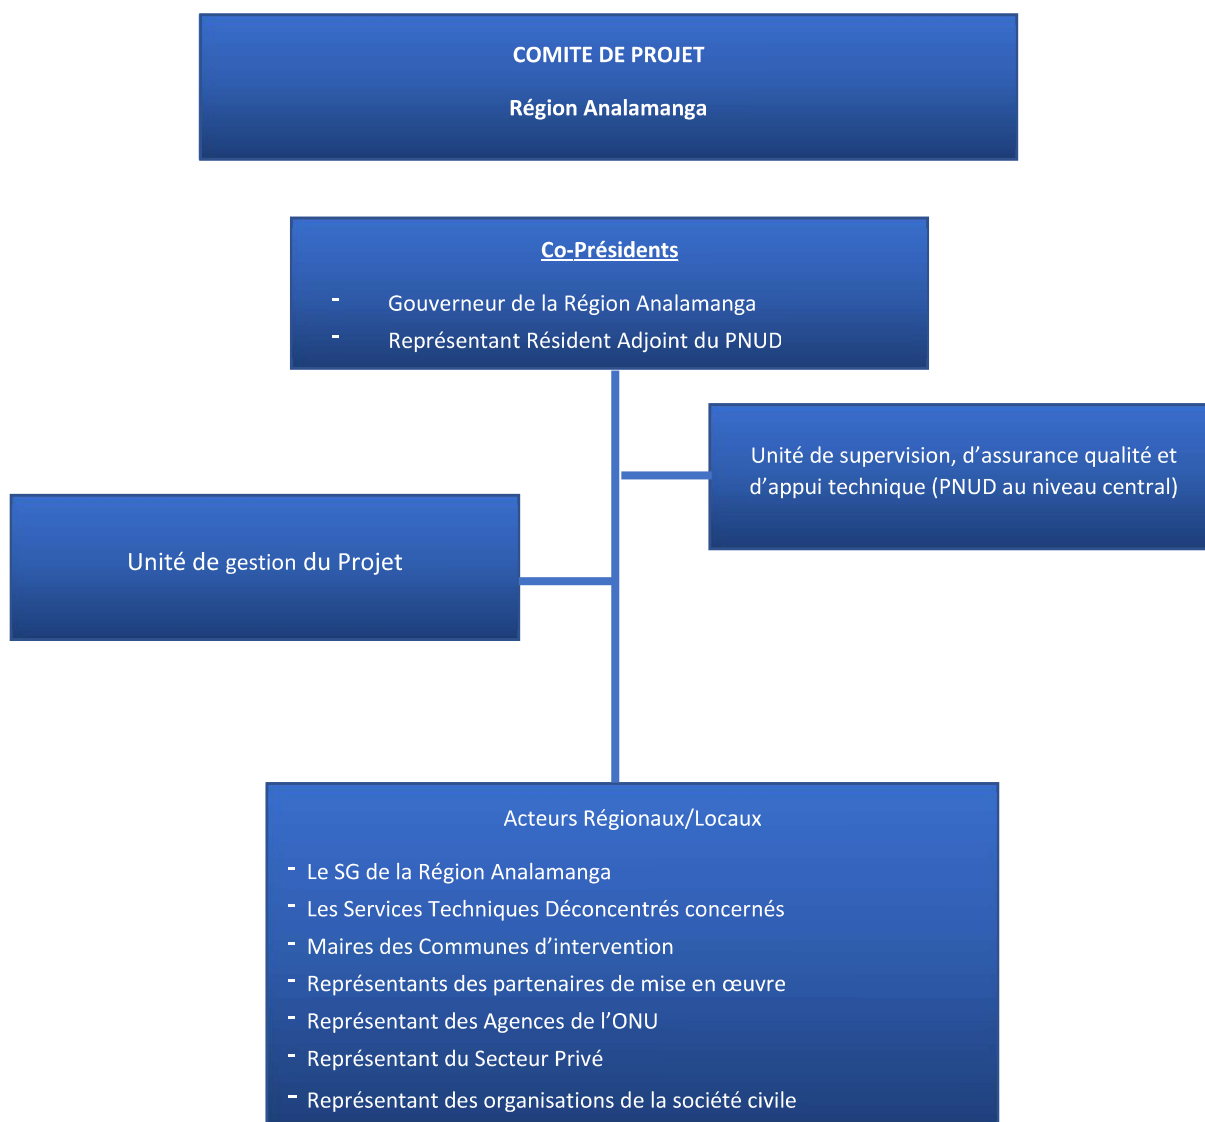 COMITE DE PROJET
Région Analamanga
Co-Présidents
- Gouverneur de la Région Analamanga
- Représentant Résident Adjoint du PNUD
Unité de supervision, d’assurance qualité et
d’appui technique (PNUD au niveau central)
Unité de gestion du Projet
Acteurs Régionaux/Locaux
- Le SG de la Région Analamanga
- Les Services Techniques Déconcentrés concernés
- Maires des Communes d’intervention
- Représentants des partenaires de mise en œuvre
- Représentant des Agences de l’ONU
- Représentant du Secteur Privé
- Représentant des organisations de la société civile